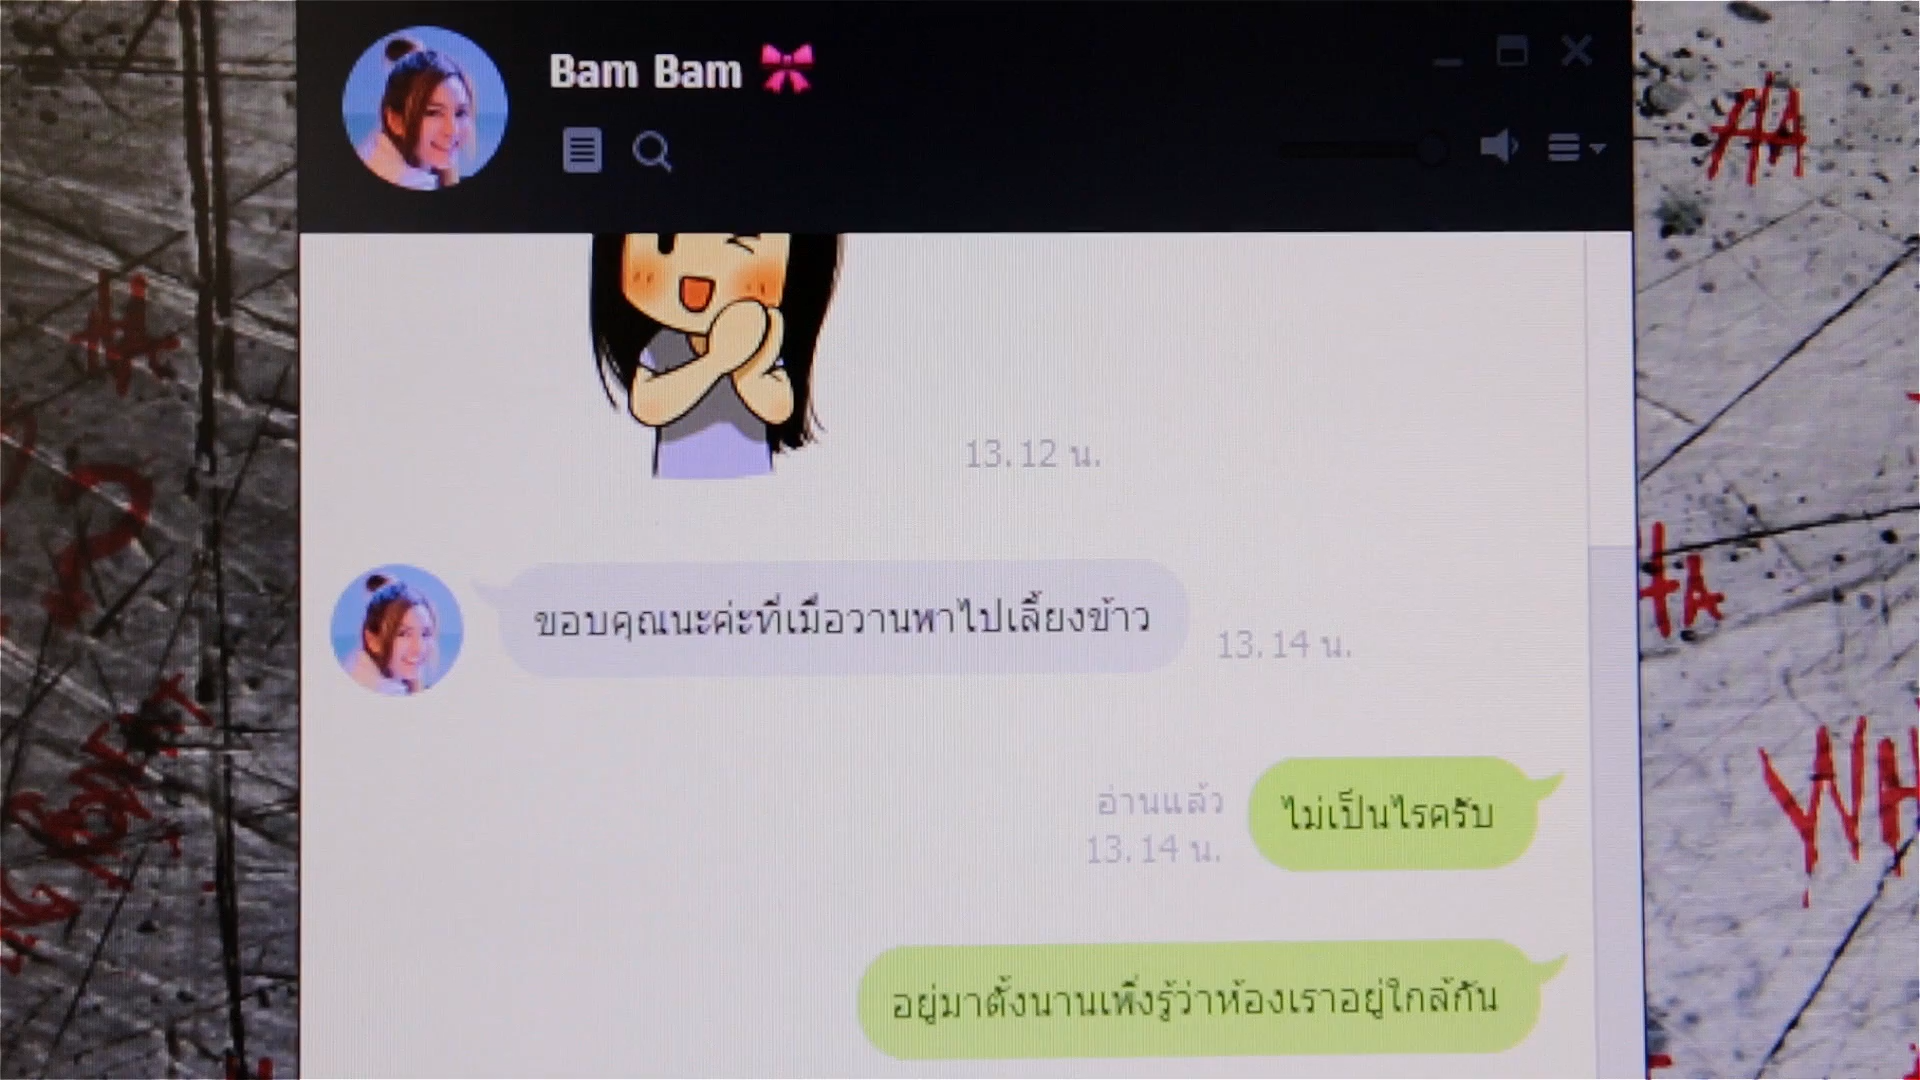 Bam Bam
13.12 น.
ขอบคุณนะค่ะที่เมื่อวานพาไปเลี้ยงข้าว
13.14 น.
ไม่เป็นไรครับ
อ่านแล้ว
13.14 น.
อยู่มาตั้งนานเพิ่งรู้ว่าห้องเราอยู่ใกล้กัน
HA
HA
WH